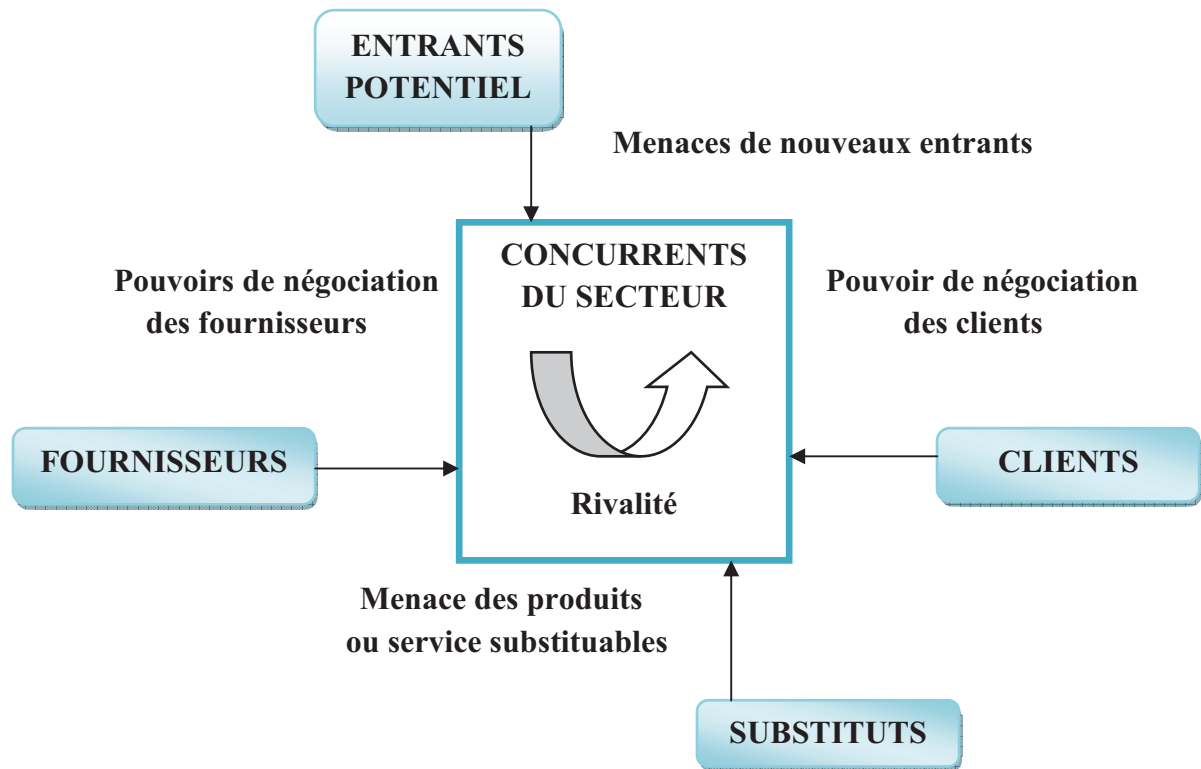 ENTRANTS
POTENTIEL
Menaces de nouveaux entrants
CONCURRENTS
DU SECTEUR
Pouvoirs de négociation
des fournisseurs
Pouvoir de négociation
des clients
FOURNISSEURS
CLIENTS
Rivalité
Menace des produits
ou service substituables
SUBSTITUTS